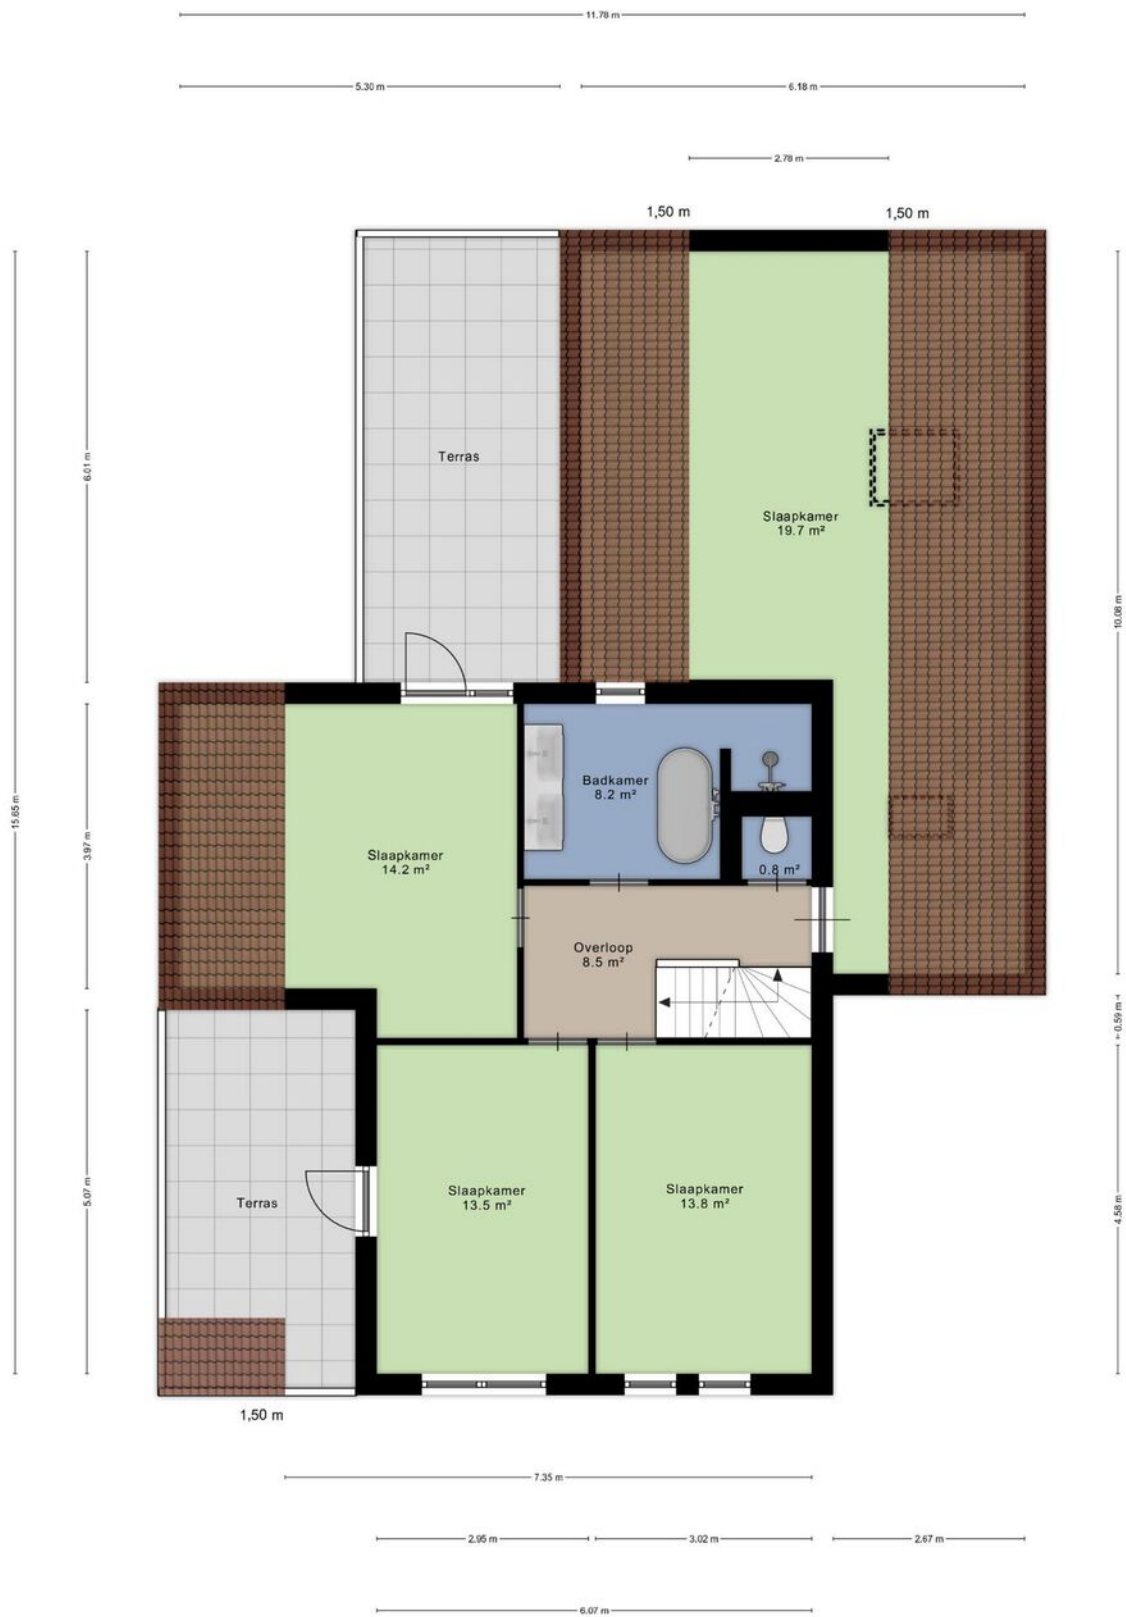 11.78 m
5.30 m
6.18 m
2.78 m
1,50 m
1,50 m
6.01 m
Terras
Slaapkamer
19.7 m²
10.08 m
15.65 m
3.97 m
Badkamer
8.2 m²
Slaapkamer
14.2 m²
0.8 m²
Overloop
8.5 m²
0.59 m
5.07 m
Terras
Slaapkamer
13.5 m²
Slaapkamer
13.8 m²
4.58 m
1,50 m
7.35 m
2.95 m
3.02 m
2.67 m
6.07 m